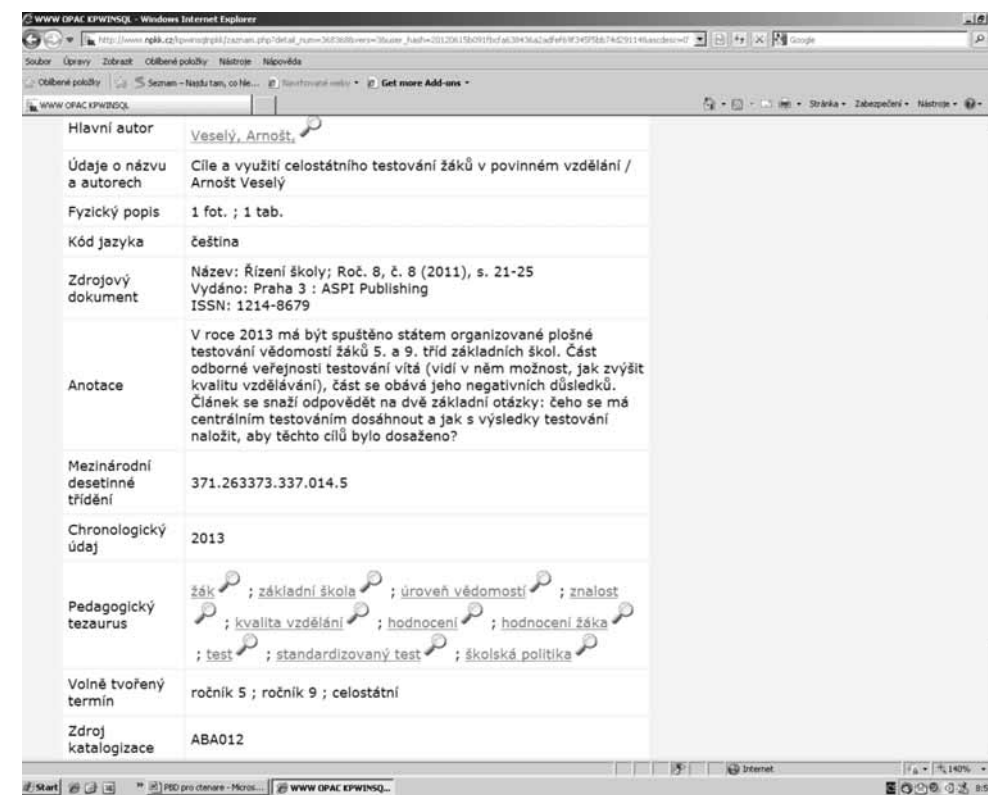 WWW OPAC KPWINSQL - Windows Internet Explorer
Google
Soubor Úpravy Zobrazit Oblíbené položky Nástroje Nápověda
Oblíbené položky Seznam - Najdu tam, co hle... Get more Add-ons
WWW OPAC KPWINSQL
Stránka Zabezpečení Nástroje
Hlavní autor
Veselý, Arnošt,
Údaje o názvu
a autorech
Cíle a využití celostátního testování žáků v povinném vzdělání /
Arnošt Veselý
Fyzický popis
1 fot. ; 1 tab.
Kód jazyka
čeština
Zdrojový
dokument
Název: Řízení školy; Roč. 8, č. 8 (2011), s. 21-25
Vydáno: Praha 3 : ASPI Publishing
ISSN: 1214-8679
Anotace
V roce 2013 má být spuštěno státem organizované plošné
testování vědomostí žáků 5. a 9. tříd základních škol. Část
odborné veřejnosti testování vítá (vidí v něm možnost, jak zvýšit
kvalitu vzdělávání), část se obává jeho negativních důsledků.
Článek se snaží odpovědět na dvě základní otázky: čeho se má
centrálním testováním dosáhnout a jak s výsledky testování
naložit, aby těchto cílů bylo dosaženo?
Mezinárodní
desetinné
třídění
371.263373.337.014.5
Chronologický
údaj
2013
Pedagogický
tezaurus
žák ; základní škola ; úroveň vědomostí ; znalost
; kvalita vzdělání ; hodnocení ; hodnocení žáka
; test ; standardizovaný test ; školská politika
Volně tvořený
termín
ročník 5 ; ročník 9 ; celostátní
Zdroj
katalogizace
ABA012
Internet 140%
Start PBD pro ctenare - Micros... WWW OPAC KPWINSQ...